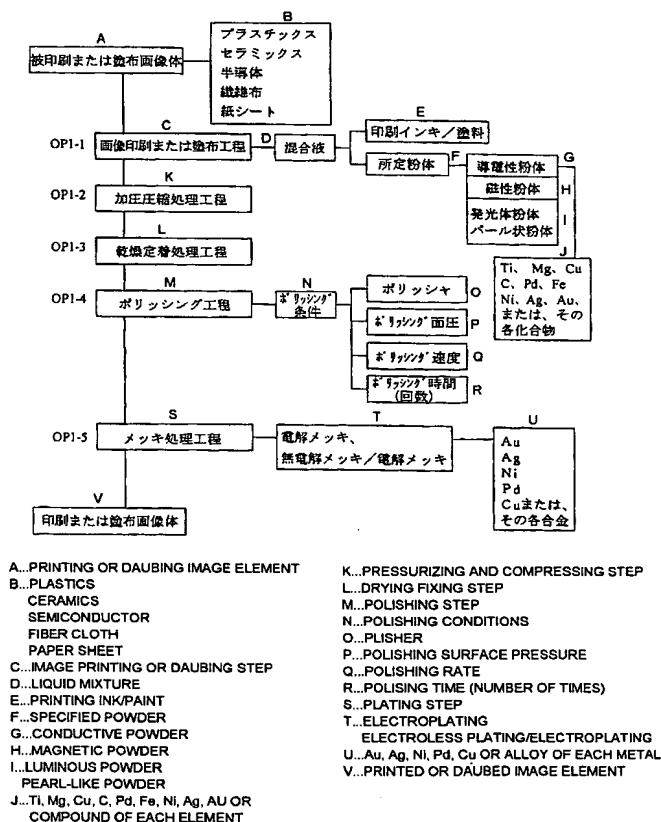 B
プラスチックス
セラミックス
半導体
繊維布
紙シート
A
被印刷または塗布画像体
E
印刷インキ／塗料
OP1-1
C
画像印刷または塗布工程
D
混合液
所定粉体
F
導電性粉体
G
磁性粉体
H
発光体粉体
パール状粉体
I
J
Ti、Mg、Cu
C、Pd、Fe
Ni、Ag、Au、
または、その
各化合物
OP1-2
K
加圧圧縮処理工程
OP1-3
L
乾燥定着処理工程
OP1-4
M
ポリッシング工程
N
ポリッシング
条件
ポリッシャ
O
ポリッシング面圧
P
ポリッシング速度
Q
ポリッシング時間
(回数)
R
OP1-5
S
メッキ処理工程
T
電解メッキ、
無電解メッキ／電解メッキ
U
Au
Ag
Ni
Pd
Cuまたは、
その各合金
V
印刷または塗布画像体
A...PRINTING OR DAUBING IMAGE ELEMENT
B...PLASTICS
CERAMICS
SEMICONDUCTOR
FIBER CLOTH
PAPER SHEET
C...IMAGE PRINTING OR DAUBING STEP
D...LIQUID MIXTURE
E...PRINTING INK/PAINT
F...SPECIFIED POWDER
G...CONDUCTIVE POWDER
H...MAGNETIC POWDER
I...LUMINOUS POWDER
PEARL-LIKE POWDER
J...Ti, Mg, Cu, C, Pd, Fe, Ni, Ag, AU OR
COMPOUND OF EACH ELEMENT
K...PRESSURIZING AND COMPRESSING STEP
L...DRYING FIXING STEP
M...POLISHING STEP
N...POLISHING CONDITIONS
O...PLISHER
P...POLISHING SURFACE PRESSURE
Q...POLISHING RATE
R...POLISING TIME (NUMBER OF TIMES)
S...PLATING STEP
T...ELECTROPLATING
ELECTROLESS PLATING/ELECTROPLATING
U...Au, Ag, Ni, Pd, Cu OR ALLOY OF EACH METAL
V...PRINTED OR DAUBED IMAGE ELEMENT